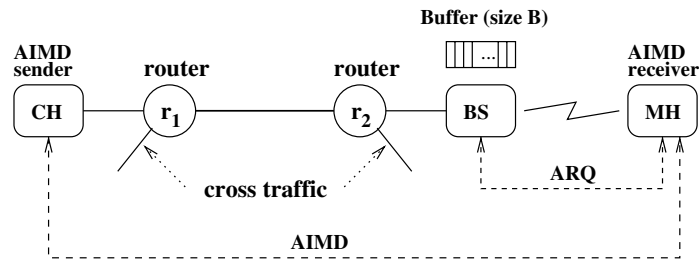 Buffer (size B)
AIMD
sender
router
router
...
AIMD
receiver
CH
r1
r2
BS
MH
cross traffic
ARQ
AIMD